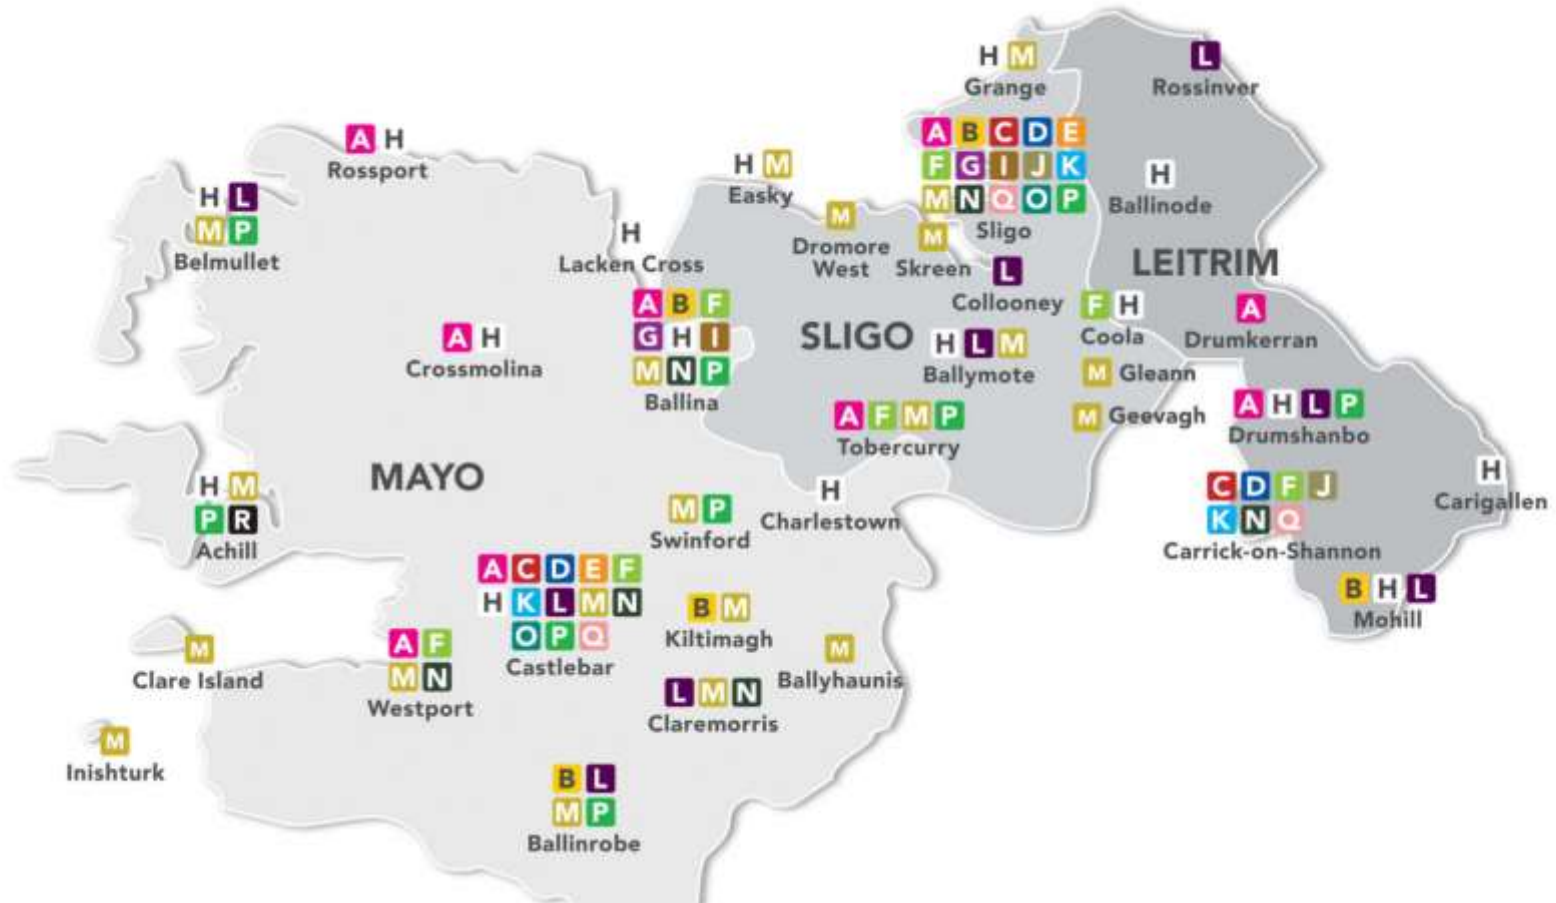 H M
Grange
L
Rossinver
A B C D E
F G I J K
M N Q O P
Sligo
A H
Rossport
H M
Easky
H
Ballinode
H L
M P
Belmullet
M
Dromore
West
M
Skreen
H
Lacken Cross
LEITRIM
L
Collooney
A B F
G H I
M N P
Ballina
F H
Coola
A
Drumkerran
A H
Crossmolina
SLIGO
H L M
Ballymote
M Gleann
A F M P
Tobercurry
M Geevagh
A H L P
Drumshanbo
MAYO
H M
P R
Achill
H
Charlestown
C D F J
K N Q
Carrick-on-Shannon
H
Carigallen
M P
Swinford
A C D E F
H K L M N
O P Q
Castlebar
B M
Kiltimagh
B H L
Mohill
M
Clare Island
A F
M N
Westport
M
Ballyhaunis
L M N
Claremorris
M
Inishturk
B L
M P
Ballinrobe